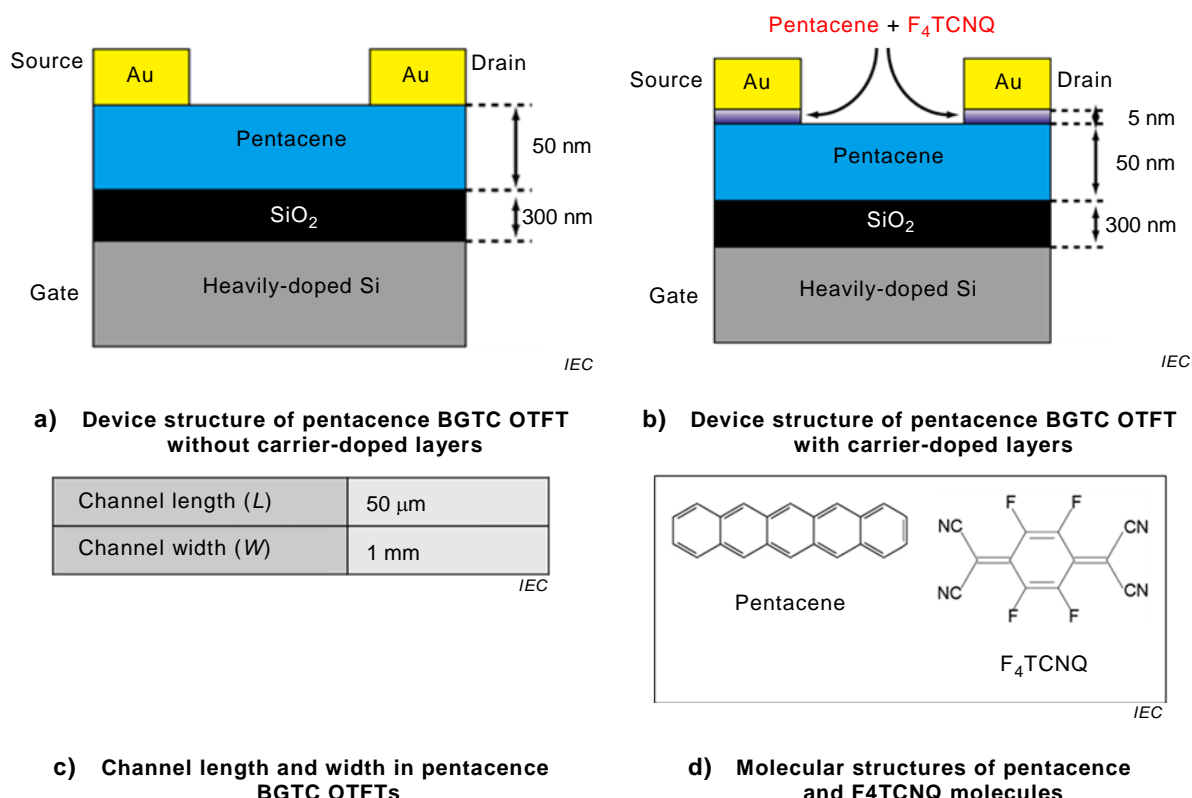 Source
Au
Au
Drain
Pentacene
50 nm
SiO₂
300 nm
Gate
Heavily-doped Si
IEC
a) Device structure of pentacence BGTC OTFT
without carrier-doped layers
Pentacene + F₄TCNQ
Source
Au
Au
Drain
5 nm
Pentacene
50 nm
SiO₂
300 nm
Gate
Heavily-doped Si
IEC
b) Device structure of pentacence BGTC OTFT
with carrier-doped layers
Channel length (L) 50 μm
Channel width (W) 1 mm
IEC
c) Channel length and width in pentacence
BGTC OTFTs
F F
NC CN
NC CN
F F
Pentacene
F₄TCNQ
IEC
d) Molecular structures of pentacence
and F4TCNQ molecules